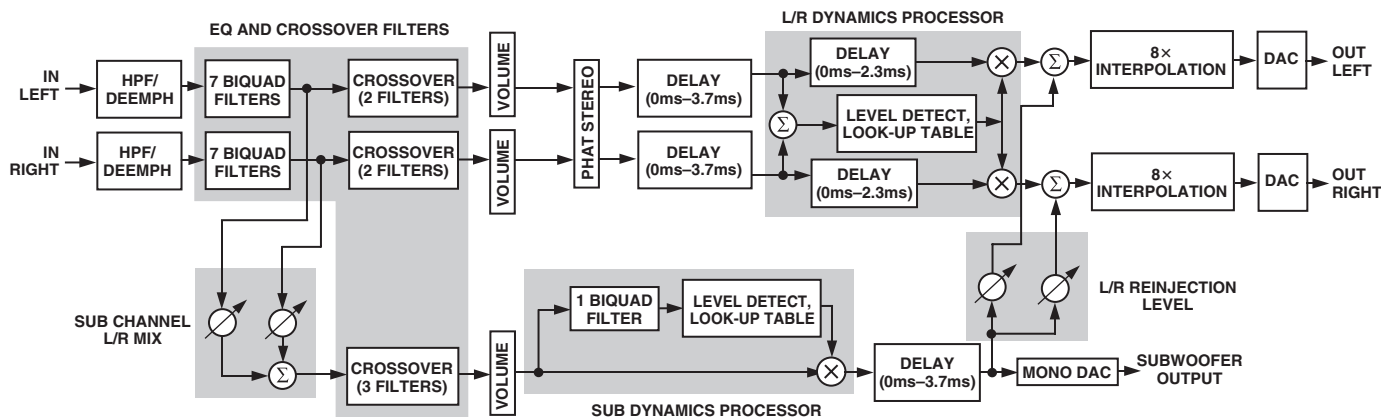 EQ AND CROSSOVER FILTERS
L/R DYNAMICS PROCESSOR
IN
LEFT
HPF/
DEEMPH
7 BIQUAD
FILTERS
CROSSOVER
(2 FILTERS)
VOLUME
PHAT STEREO
DELAY
(0ms–3.7ms)
DELAY
(0ms–2.3ms)
×
Σ
8×
INTERPOLATION
DAC
OUT
LEFT
Σ
LEVEL DETECT,
LOOK-UP TABLE
IN
RIGHT
HPF/
DEEMPH
7 BIQUAD
FILTERS
CROSSOVER
(2 FILTERS)
VOLUME
DELAY
(0ms–3.7ms)
DELAY
(0ms–2.3ms)
×
Σ
8×
INTERPOLATION
DAC
OUT
RIGHT
SUB CHANNEL
L/R MIX
Σ
CROSSOVER
(3 FILTERS)
VOLUME
1 BIQUAD
FILTER
LEVEL DETECT,
LOOK-UP TABLE
×
SUB DYNAMICS PROCESSOR
DELAY
(0ms–3.7ms)
L/R REINJECTION
LEVEL
MONO DAC
SUBWOOFER
OUTPUT